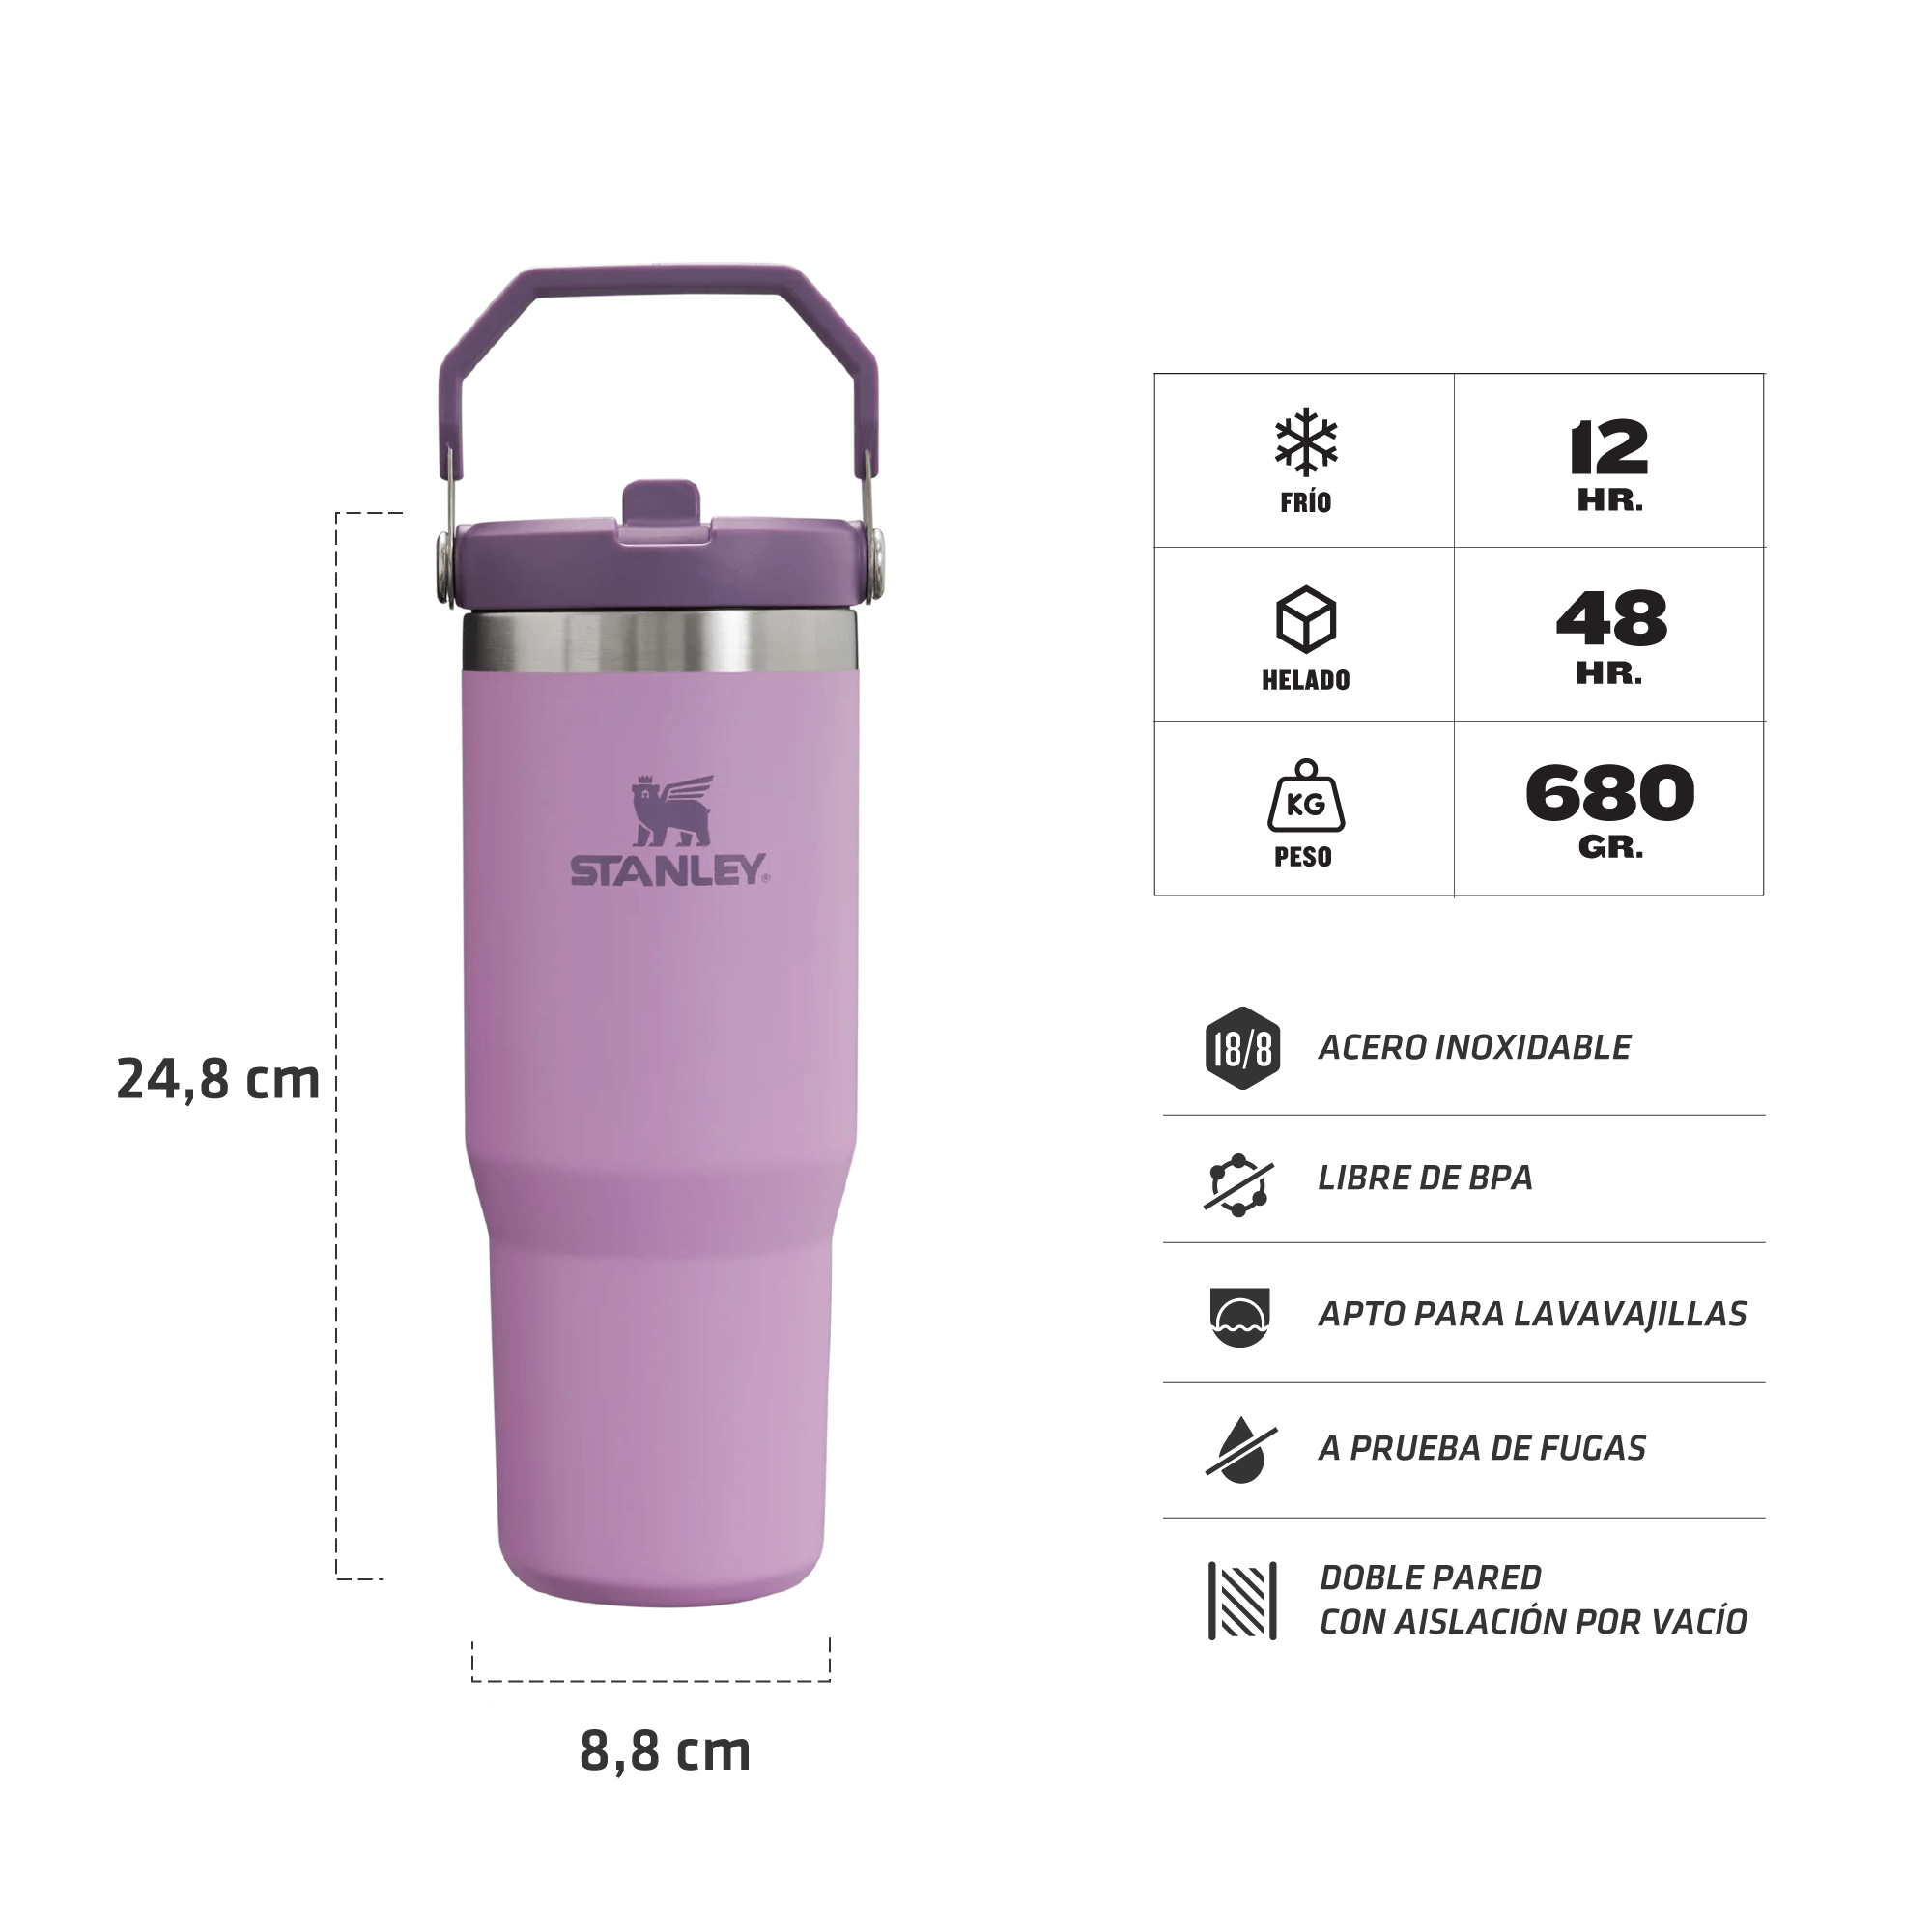 STANLEY®
24,8 cm
8,8 cm
FRÍO
12
HR.
HELADO
48
HR.
KG
PESO
680
GR.
18/8
ACERO INOXIDABLE
LIBRE DE BPA
APTO PARA LAVAVAJILLAS
A PRUEBA DE FUGAS
DOBLE PARED
CON AISLACIÓN POR VACÍO